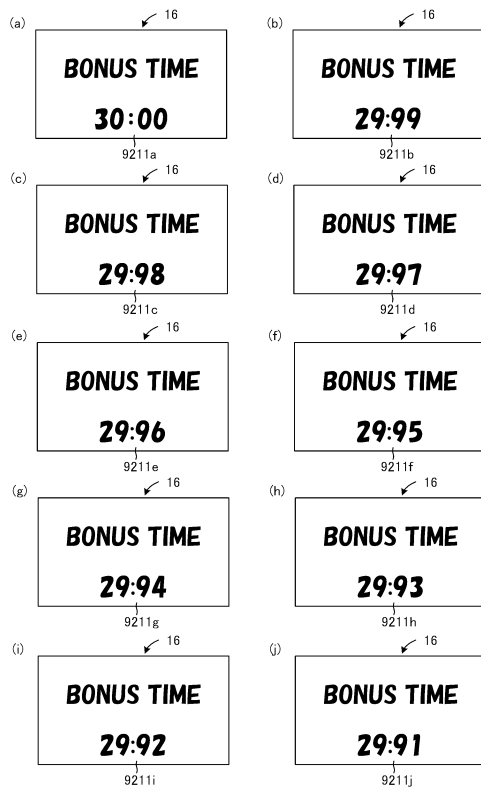 (a) 16
BONUS TIME
30:00
9211a
(b) 16
BONUS TIME
29:99
9211b
(c) 16
BONUS TIME
29:98
9211c
(d) 16
BONUS TIME
29:97
9211d
(e) 16
BONUS TIME
29:96
9211e
(f) 16
BONUS TIME
29:95
9211f
(g) 16
BONUS TIME
29:94
9211g
(h) 16
BONUS TIME
29:93
9211h
(i) 16
BONUS TIME
29:92
9211i
(j) 16
BONUS TIME
29:91
9211j